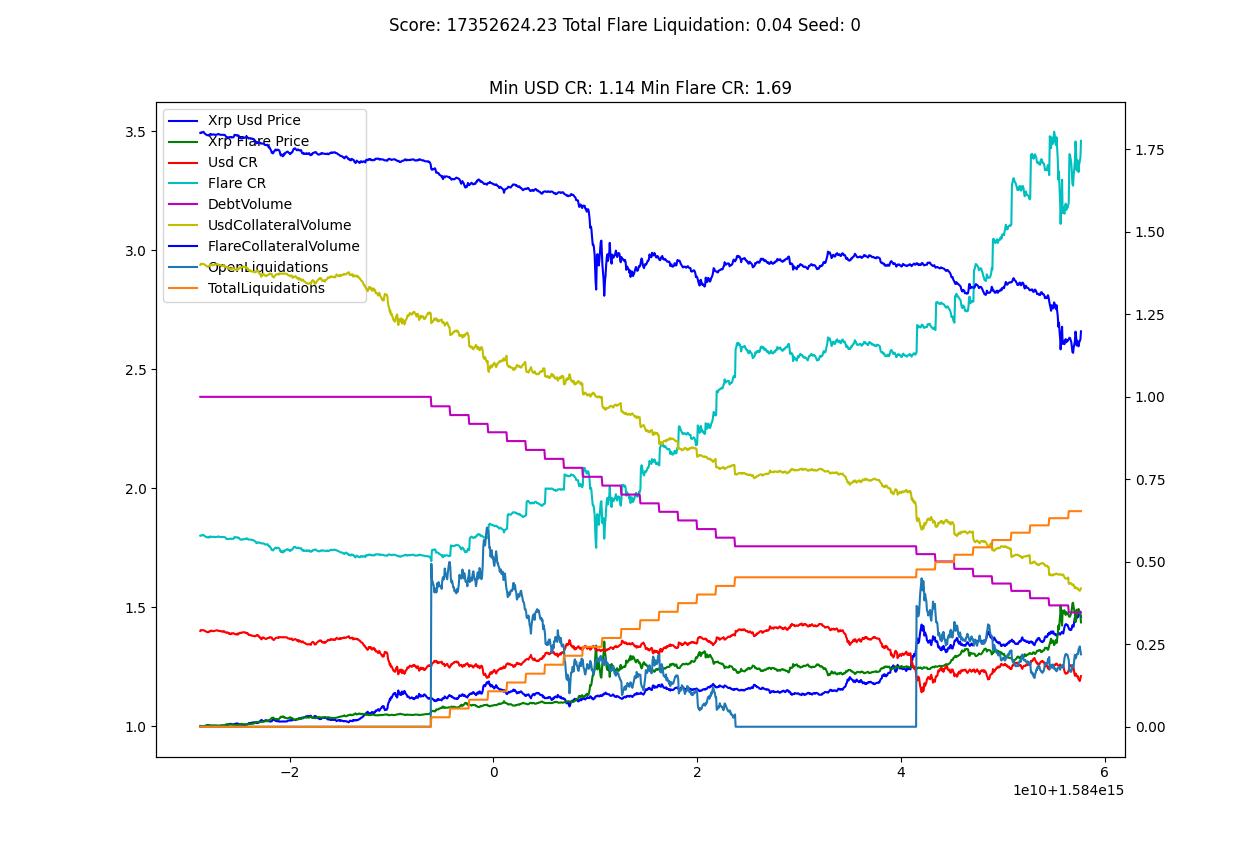 Score: 17352624.23 Total Flare Liquidation: 0.04 Seed: 0
Min USD CR: 1.14 Min Flare CR: 1.69
Xrp Usd Price
Xrp Flare Price
Usd CR
Flare CR
DebtVolume
UsdCollateralVolume
FlareCollateralVolume
OpenLiquidations
TotalLiquidations
3.5
3.0
2.5
2.0
1.5
1.0
1.75
1.50
1.25
1.00
0.75
0.50
0.25
0.00
−2
0
2
4
6
1e10+1.584e15